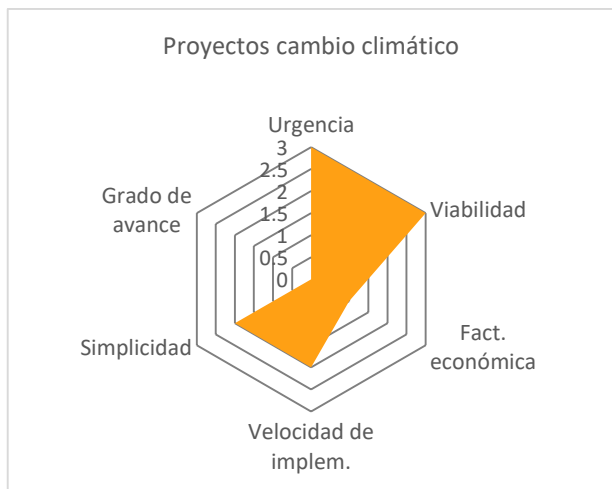 Proyectos cambio climático
Urgencia
3
2.5
2
1.5
1
0.5
0
Viabilidad
Fact.
económica
Velocidad de
implem.
Simplicidad
Grado de
avance